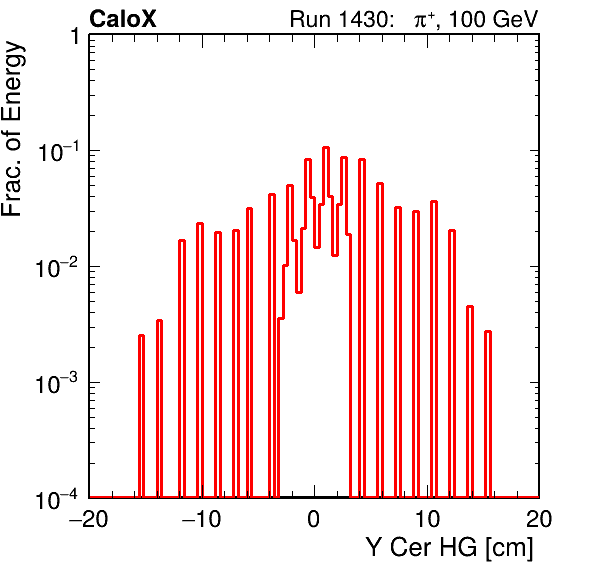 CaloX Run 1430: π⁺, 100 GeV
Frac. of Energy
1
10⁻¹
10⁻²
10⁻³
10⁻⁴
−20 −10 0 10 20
Y Cer HG [cm]